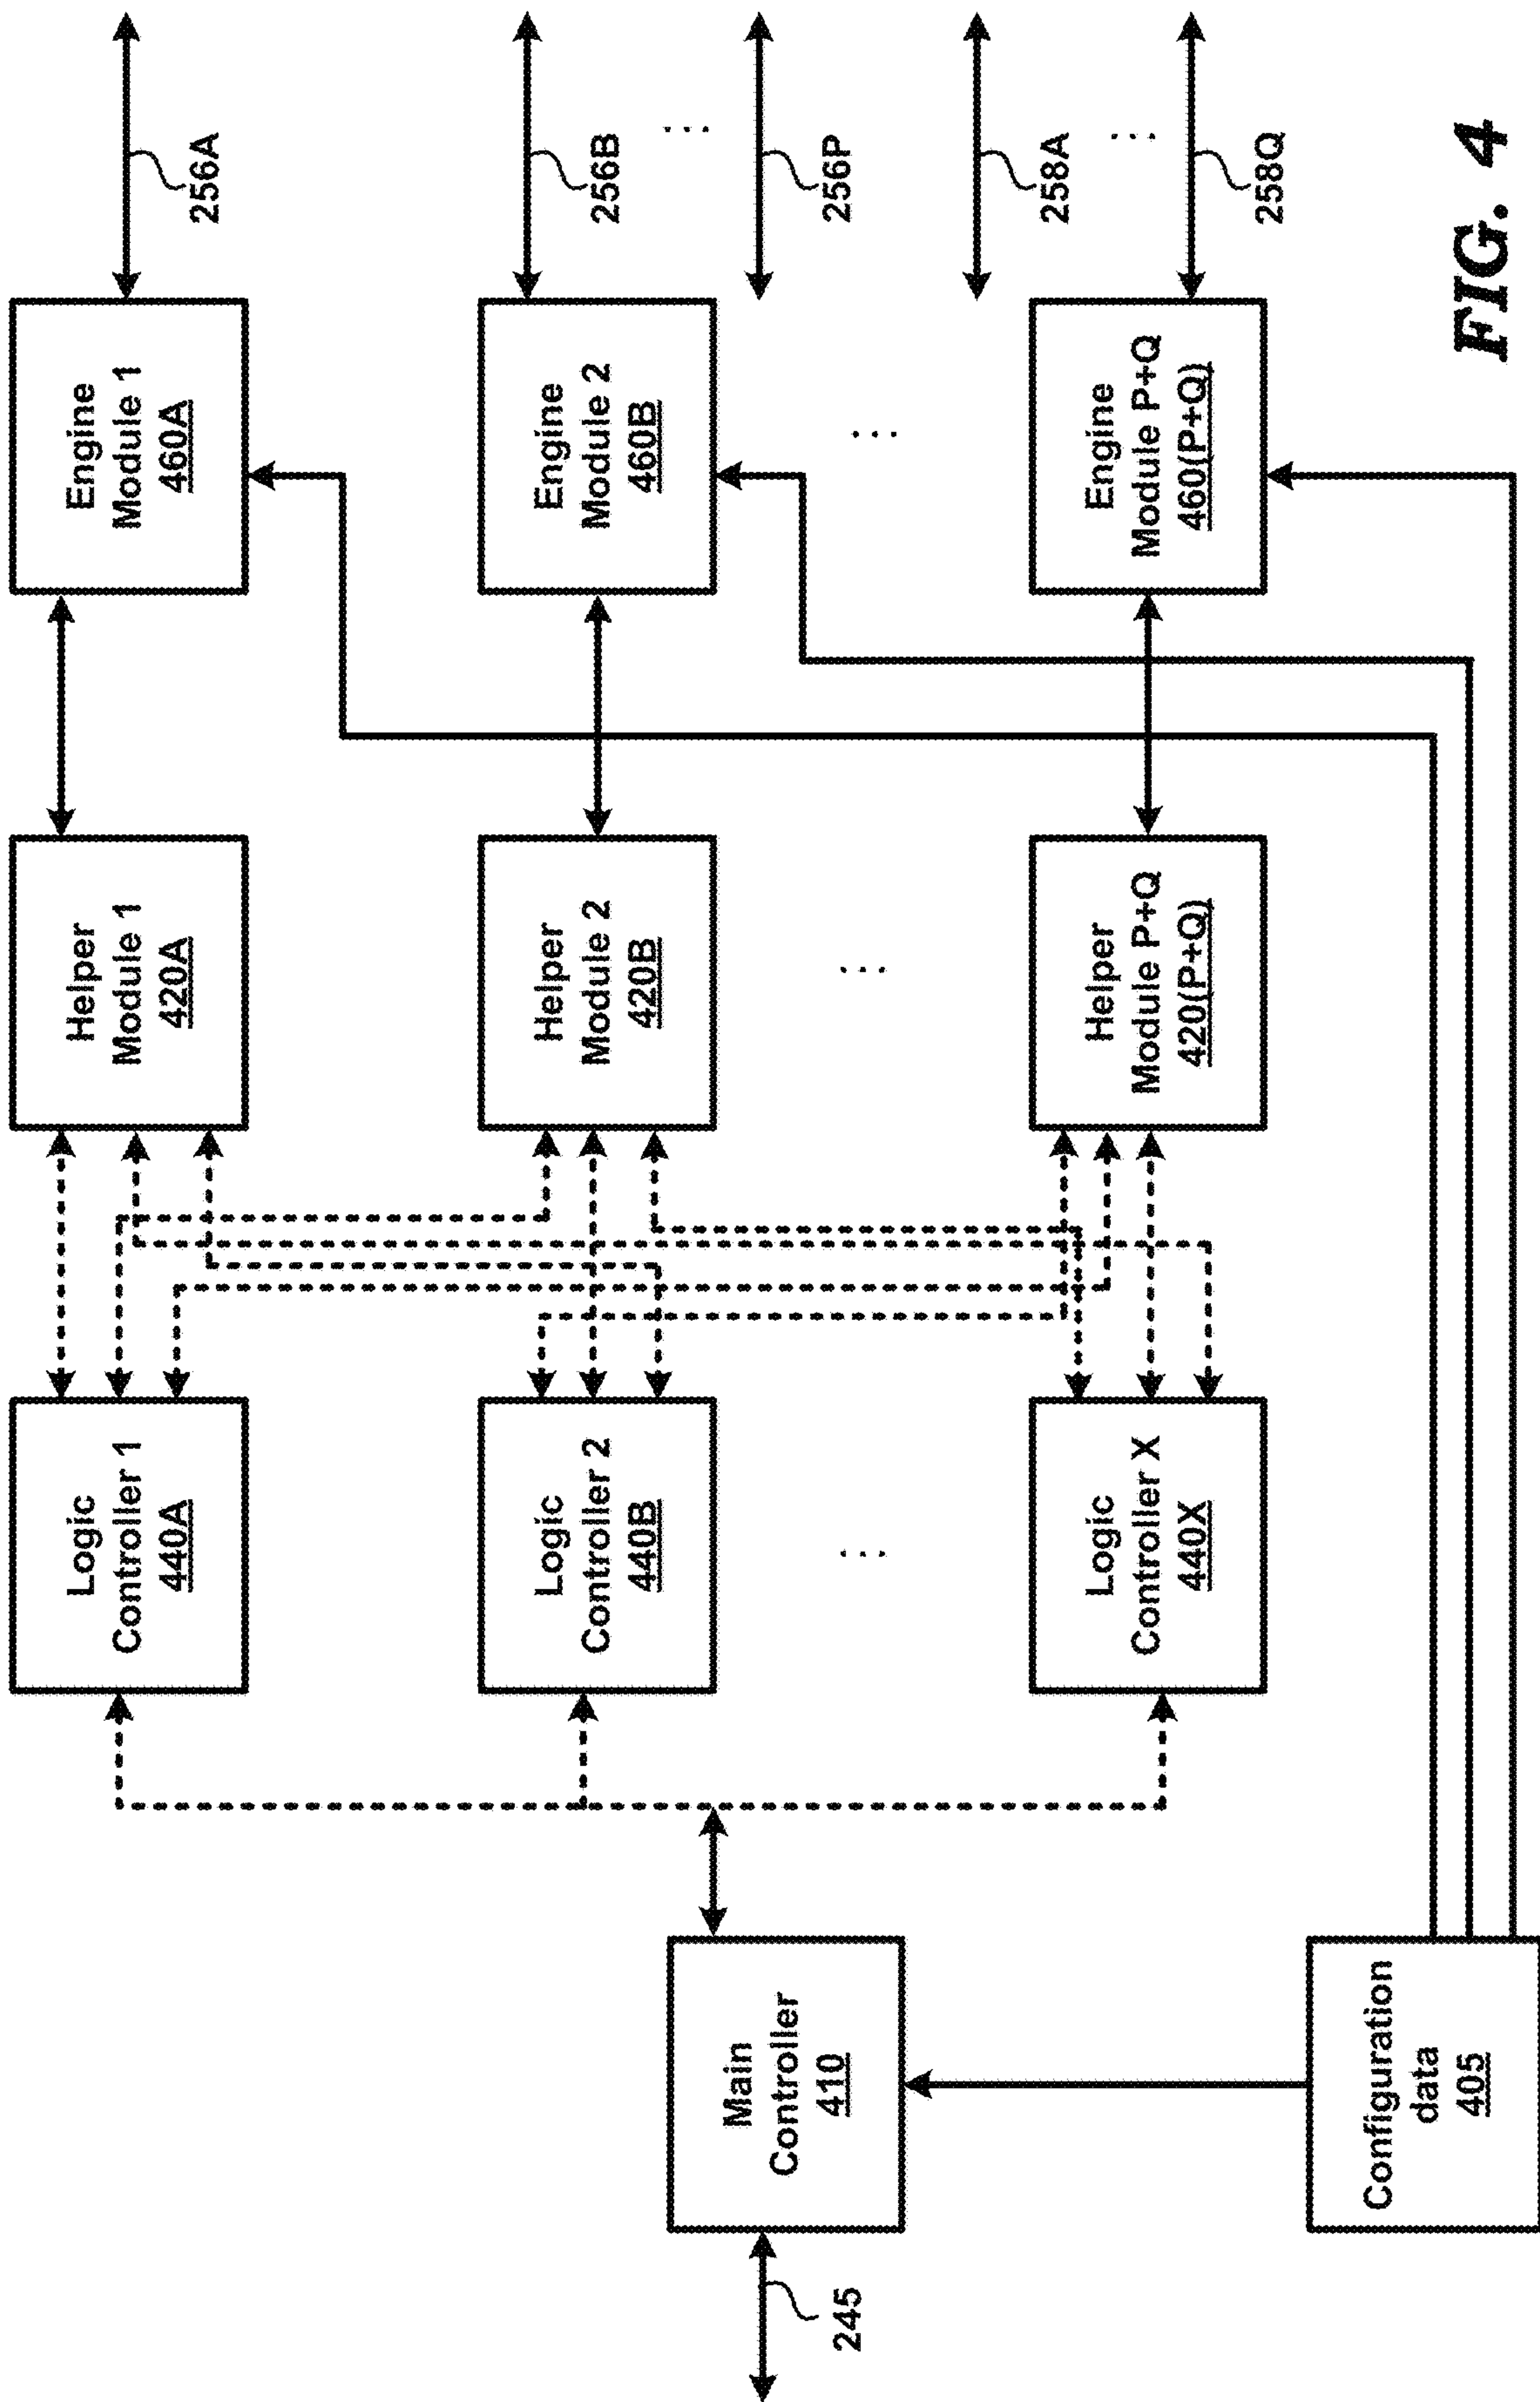 245
Main
Controller
410
Configuration
data
405
Logic
Controller 1
440A
Logic
Controller 2
440B
...
Logic
Controller X
440X
Helper
Module 1
420A
Helper
Module 2
420B
...
Helper
Module P+Q
420(P+Q)
Engine
Module 1
460A
Engine
Module 2
460B
...
Engine
Module P+Q
460(P+Q)
256A
256B
...
256P
258A
...
258Q
FIG. 4